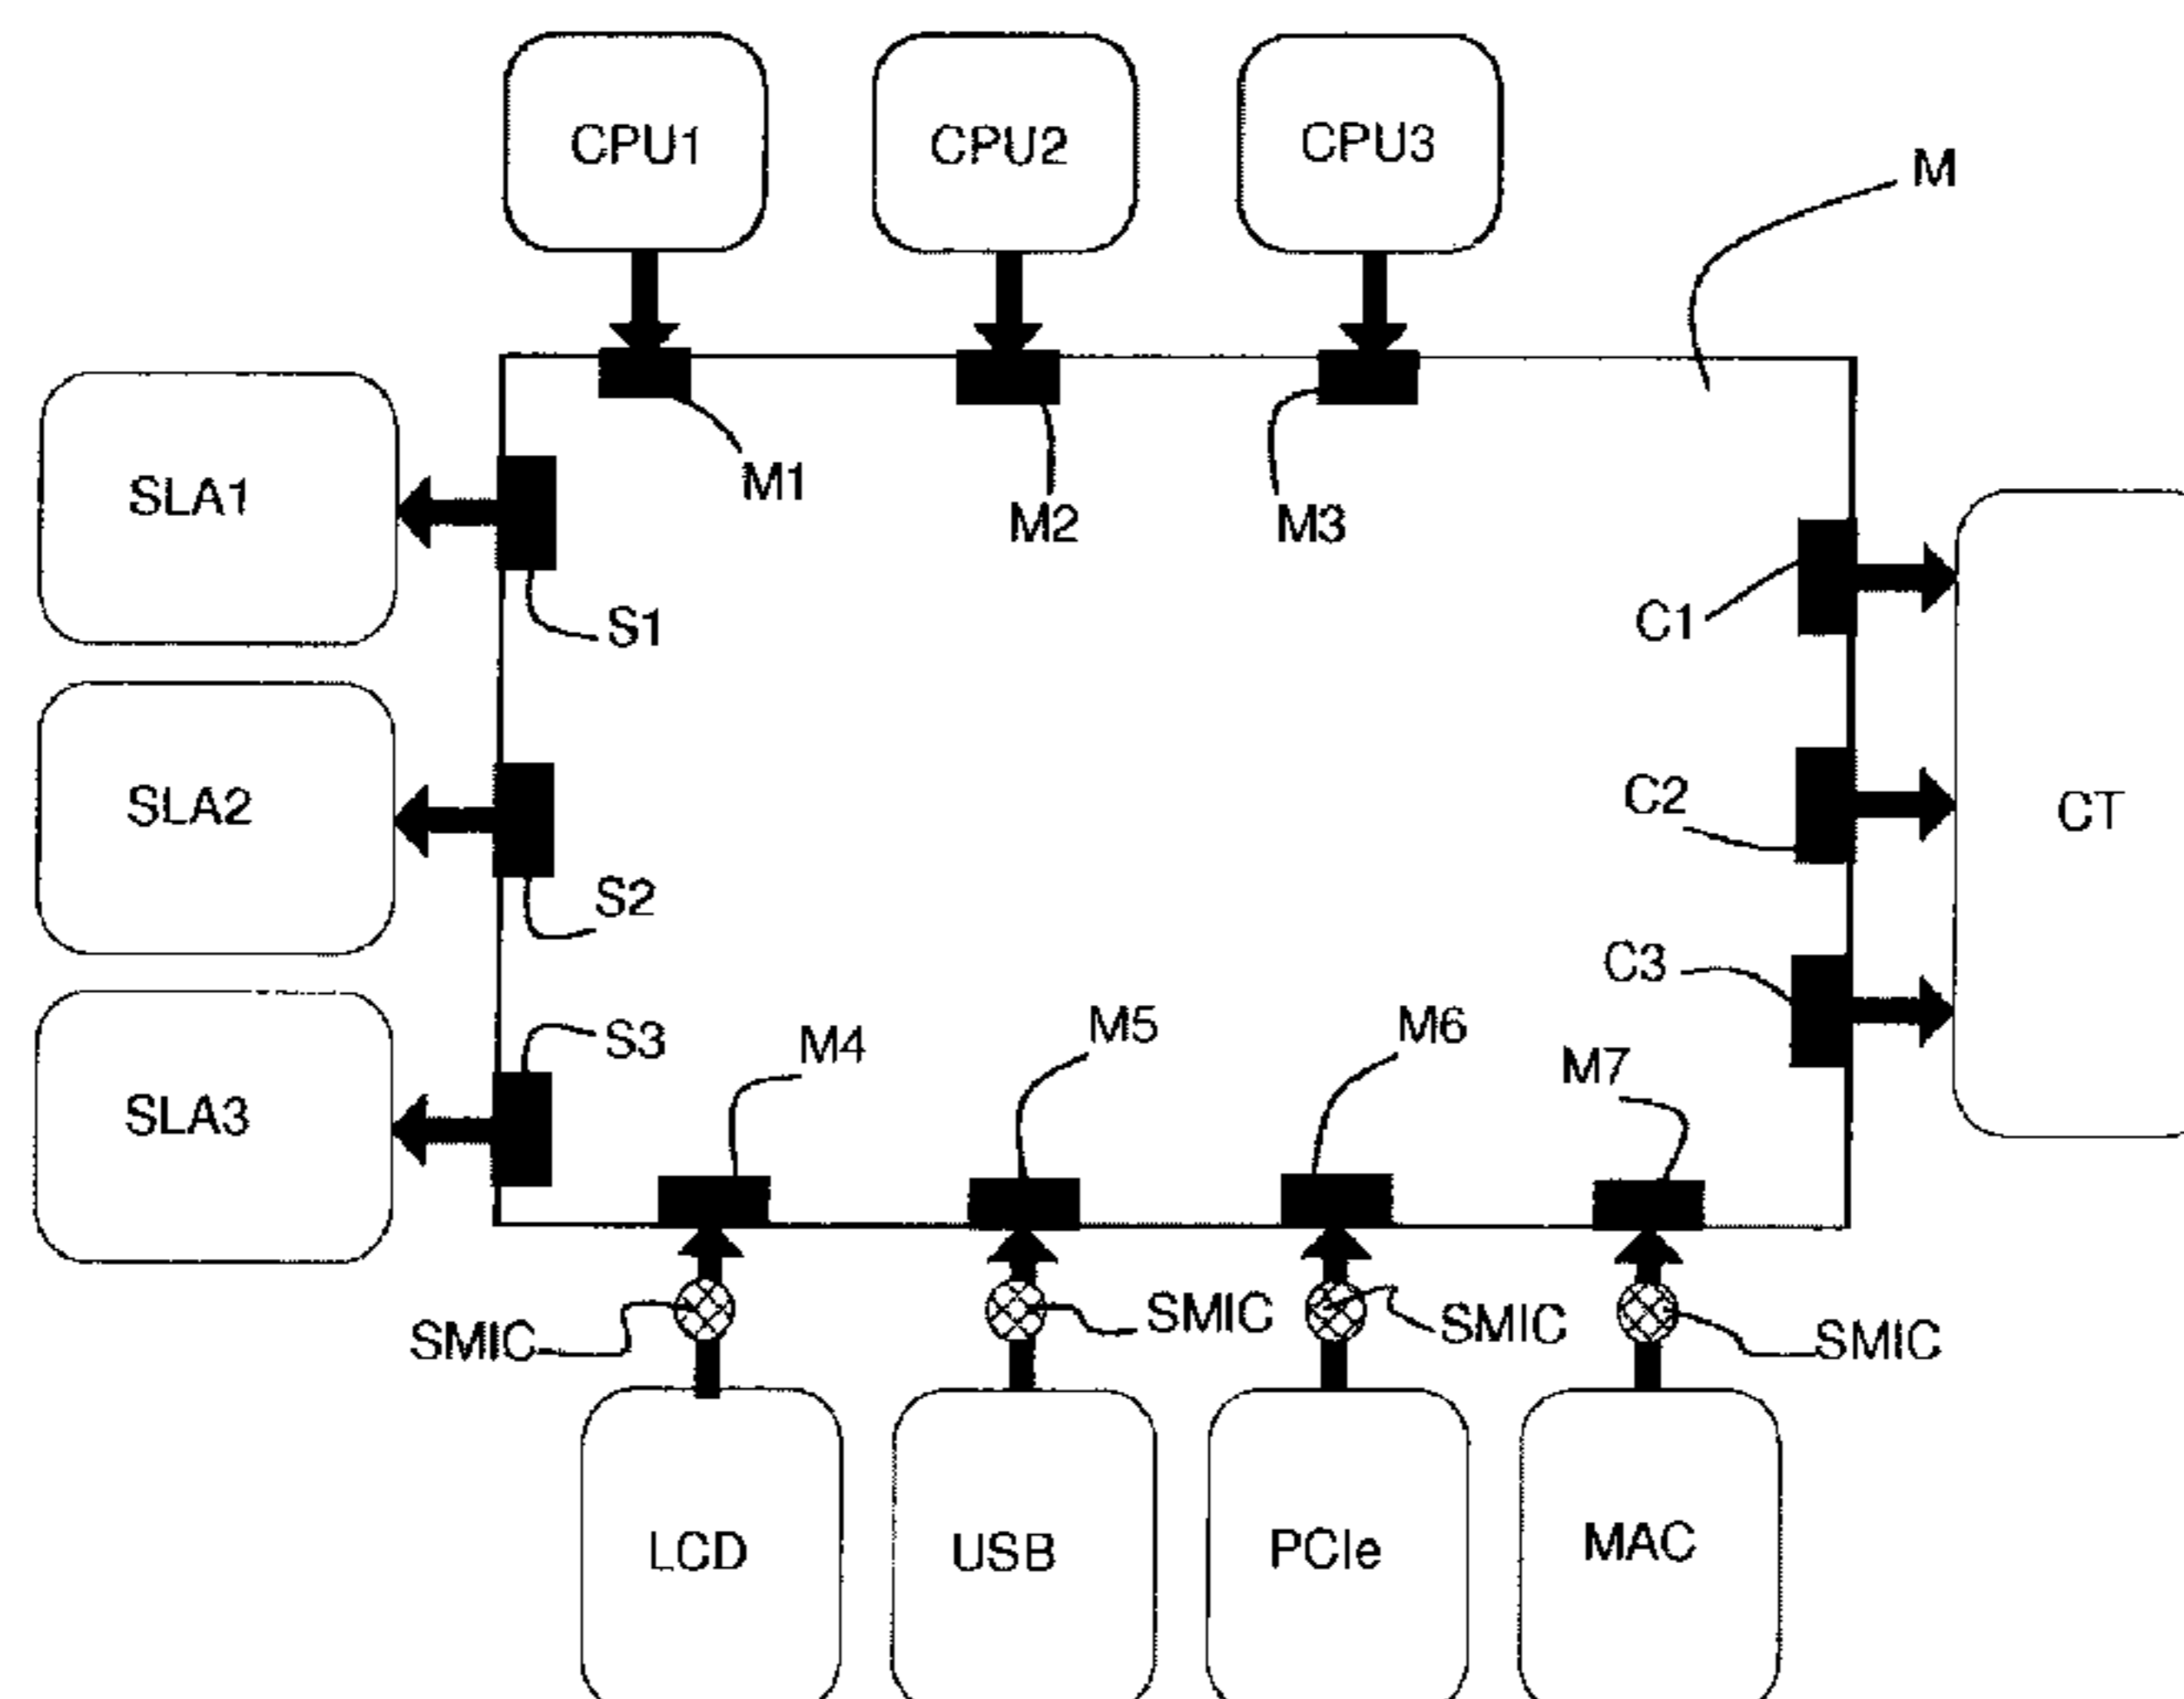 CPU1
CPU2
CPU3
M
SLA1
M1
M2
M3
S1
C1
SLA2
C2
CT
S2
C3
SLA3
S3
M4
M5
M6
M7
SMIC
SMIC
SMIC
SMIC
LCD
USB
PCIe
MAC